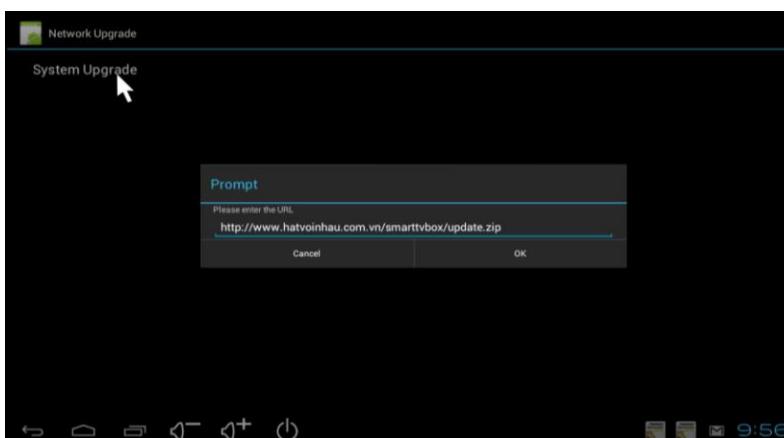 Network Upgrade
System Upgrade
Prompt
Please enter the URL
http://www.hatvoinhau.com.vn/smarttvbox/update.zip
Cancel OK
9:56